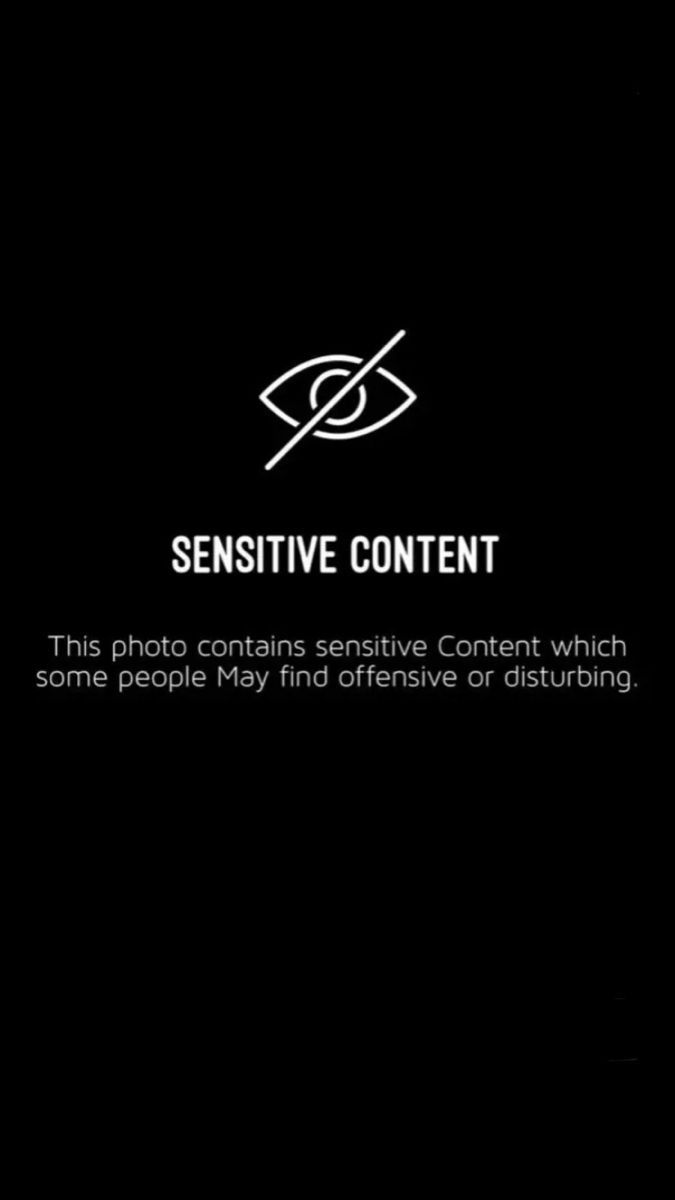 SENSITIVE CONTENT
This photo contains sensitive Content which
some people May find offensive or disturbing.